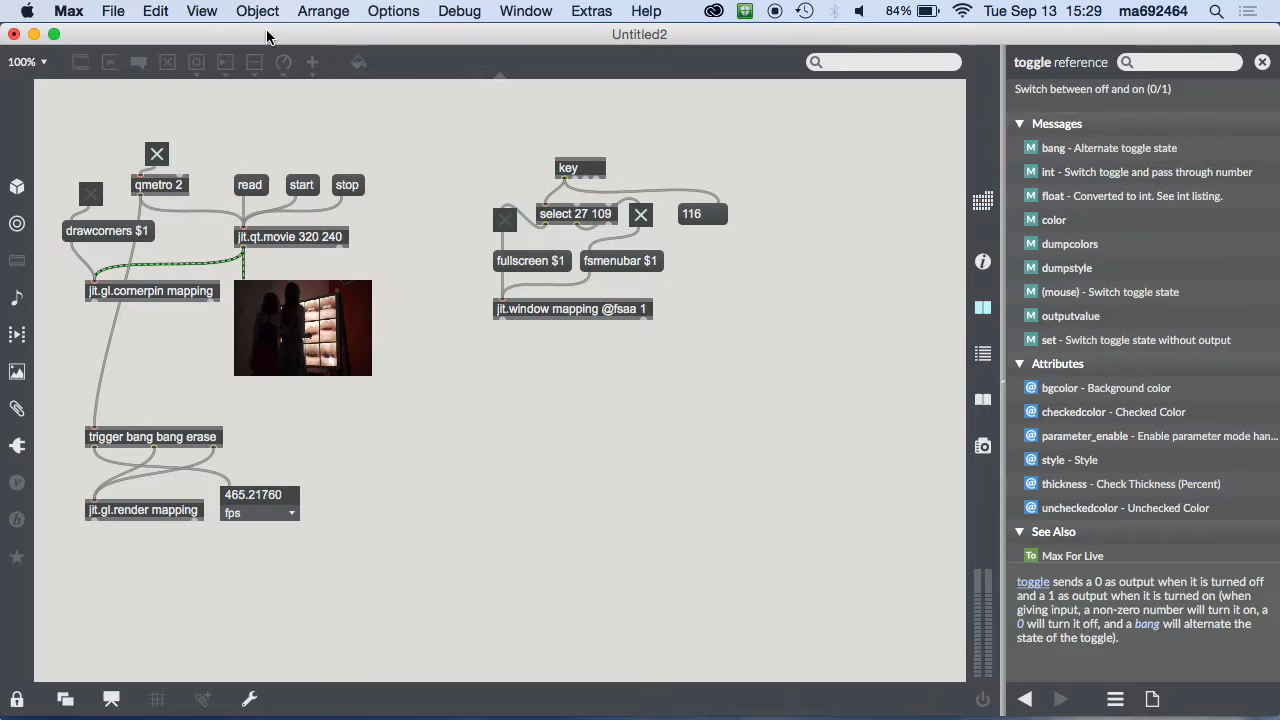 Max File Edit View Object Arrange Options Debug Window Extras Help 84% Tue Sep 13 15:29 ma692464
Untitled2
100%
toggle reference
Switch between off and on (0/1)
Messages
bang - Alternate toggle state
int - Switch toggle and pass through number
float - Converted to int. See int listing.
color
dumpcolors
dumpstyle
(mouse) - Switch toggle state
outputvalue
set - Switch toggle state without output
Attributes
bgcolor - Background color
checkedcolor - Checked Color
parameter_enable - Enable parameter mode han...
style - Style
thickness - Check Thickness (Percent)
uncheckedcolor - Unchecked Color
See Also
To Max For Live
toggle sends a 0 as output when it is turned off
and a 1 as output when it is turned on (when
giving input, a non-zero number will turn it on, a
0 will turn it off, and a bang will alternate the
state of the toggle).
qmetro 2
read
start
stop
drawcorners $1
jit.qt.movie 320 240
jit.gl.cornerpin mapping
trigger bang bang erase
465.21760
fps
jit.gl.render mapping
key
select 27 109
116
fullscreen $1
fsmenubar $1
jit.window mapping @fsaa 1